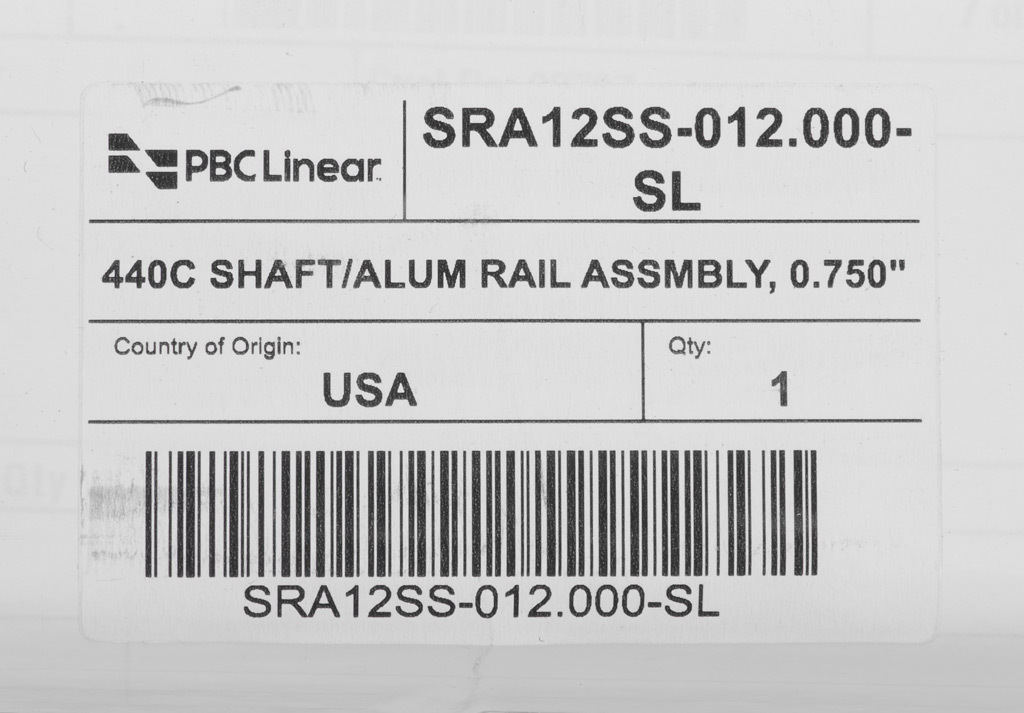 PBC Linear
SRA12SS-012.000-
SL
440C SHAFT/ALUM RAIL ASSMBLY, 0.750"
Country of Origin:
USA
Qty:
1
SRA12SS-012.000-SL
Qty